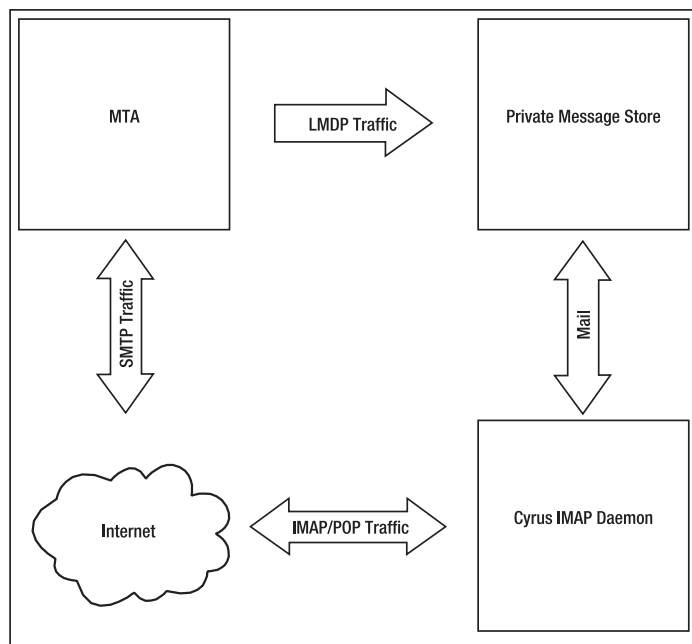 MTA
LMDP Traffic
Private Message Store
SMTP Traffic
Mail
Internet
IMAP/POP Traffic
Cyrus IMAP Daemon